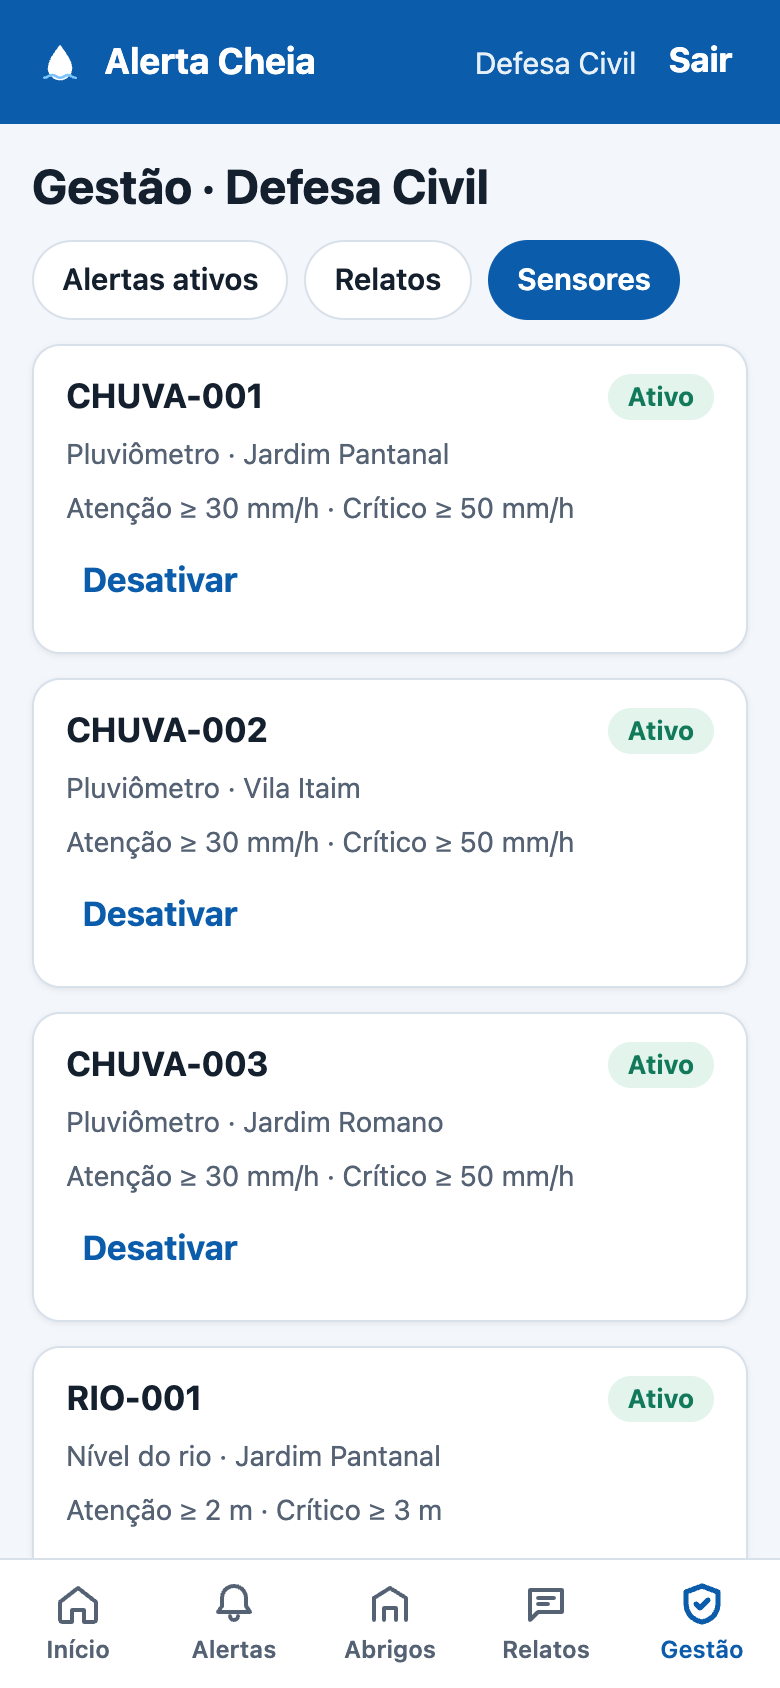 Alerta Cheia
Defesa Civil
Sair
Gestão · Defesa Civil
Alertas ativos
Relatos
Sensores
CHUVA-001
Ativo
Pluviômetro · Jardim Pantanal
Atenção ≥ 30 mm/h · Crítico ≥ 50 mm/h
Desativar
CHUVA-002
Ativo
Pluviômetro · Vila Itaim
Atenção ≥ 30 mm/h · Crítico ≥ 50 mm/h
Desativar
CHUVA-003
Ativo
Pluviômetro · Jardim Romano
Atenção ≥ 30 mm/h · Crítico ≥ 50 mm/h
Desativar
RIO-001
Ativo
Nível do rio · Jardim Pantanal
Atenção ≥ 2 m · Crítico ≥ 3 m
Início
Alertas
Abrigos
Relatos
Gestão